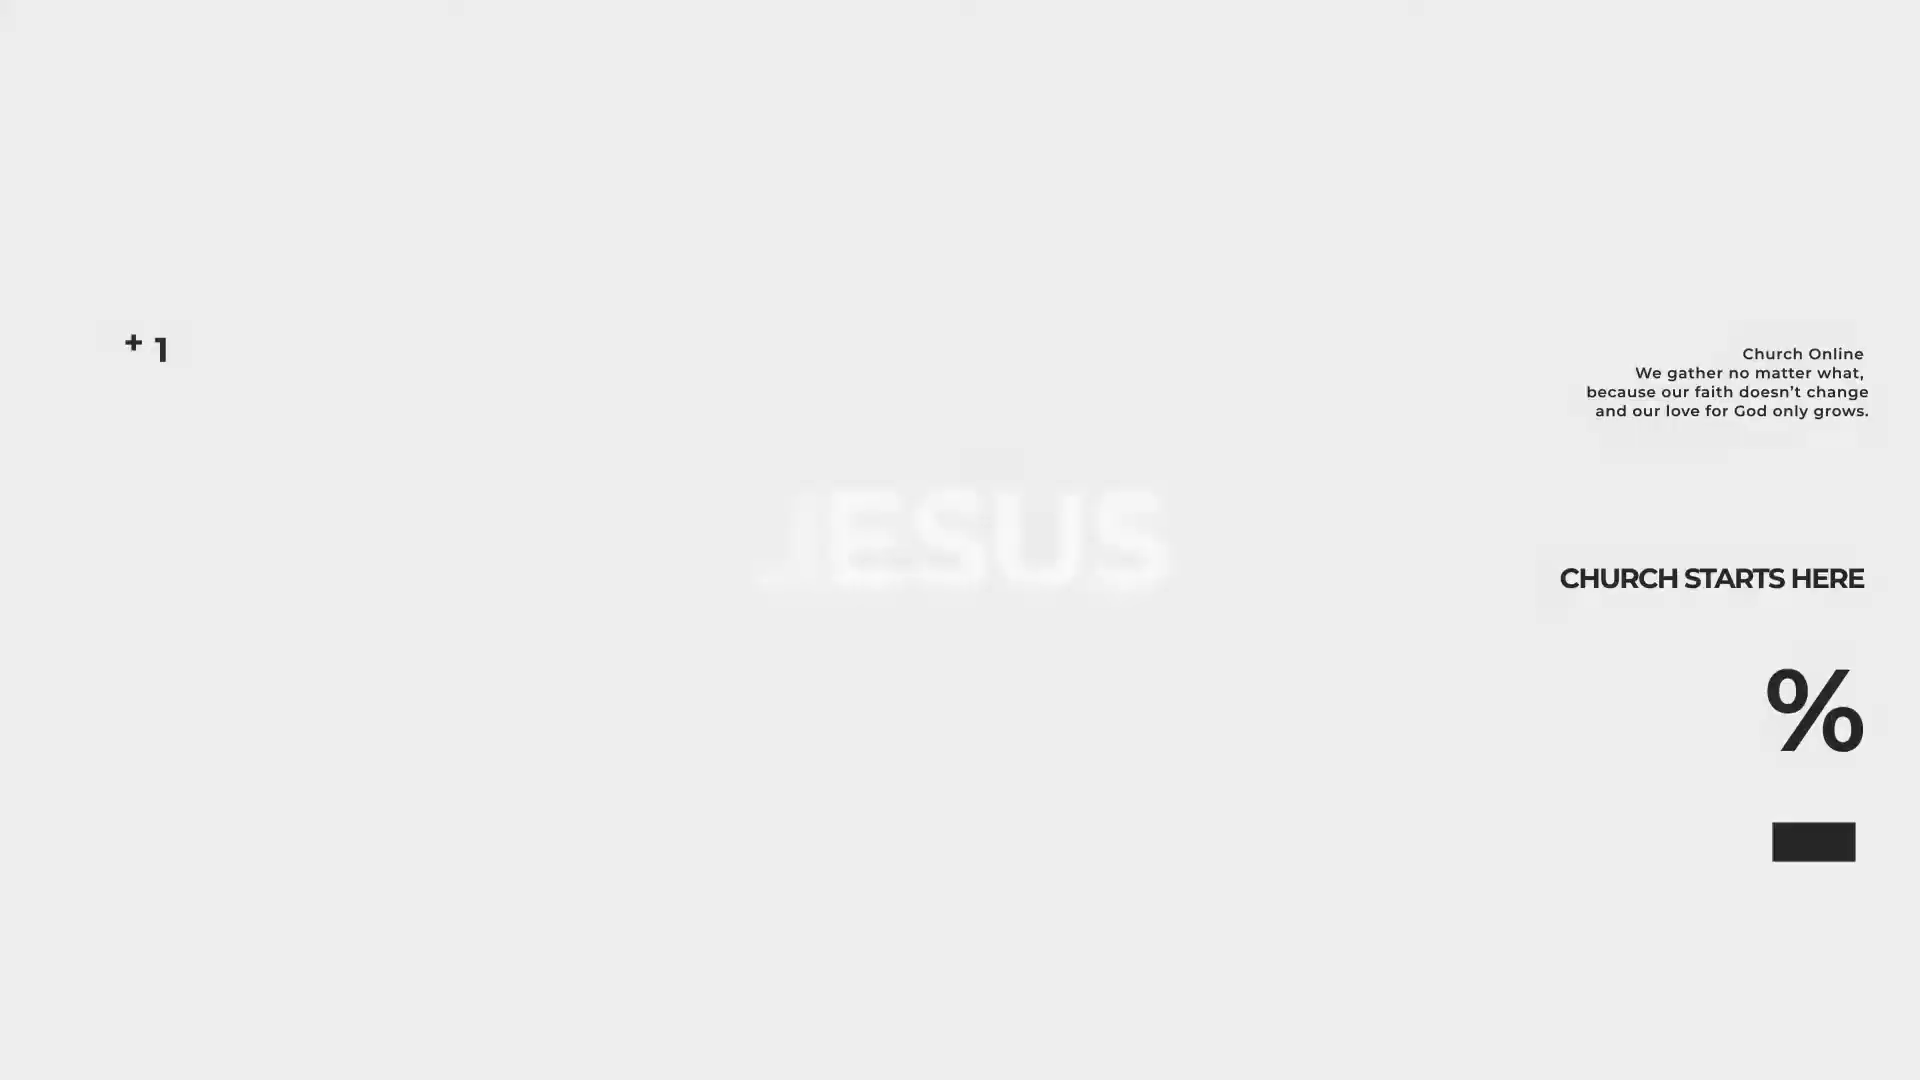 + 1
Church Online
We gather no matter what,
because our faith doesn’t change
and our love for God only grows.
JESUS
CHURCH STARTS HERE
%